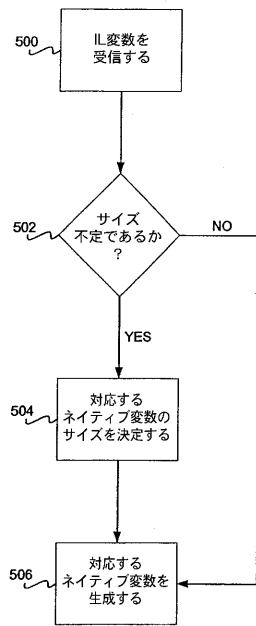 500
IL変数を
受信する
502
サイズ
不定であるか
?
NO
YES
504
対応する
ネイティブ変数の
サイズを決定する
506
対応する
ネイティブ変数を
生成する